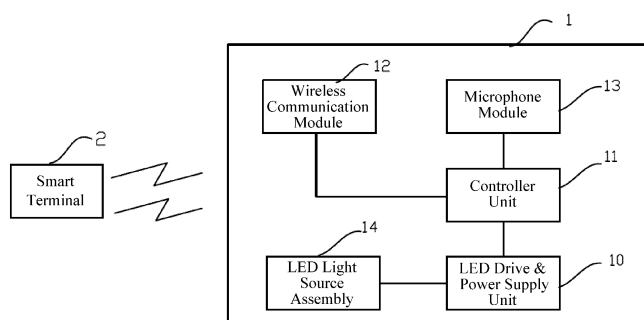 1
12
Wireless
Communication
Module
13
Microphone
Module
2
Smart
Terminal
11
Controller
Unit
14
LED Light
Source
Assembly
10
LED Drive &
Power Supply
Unit